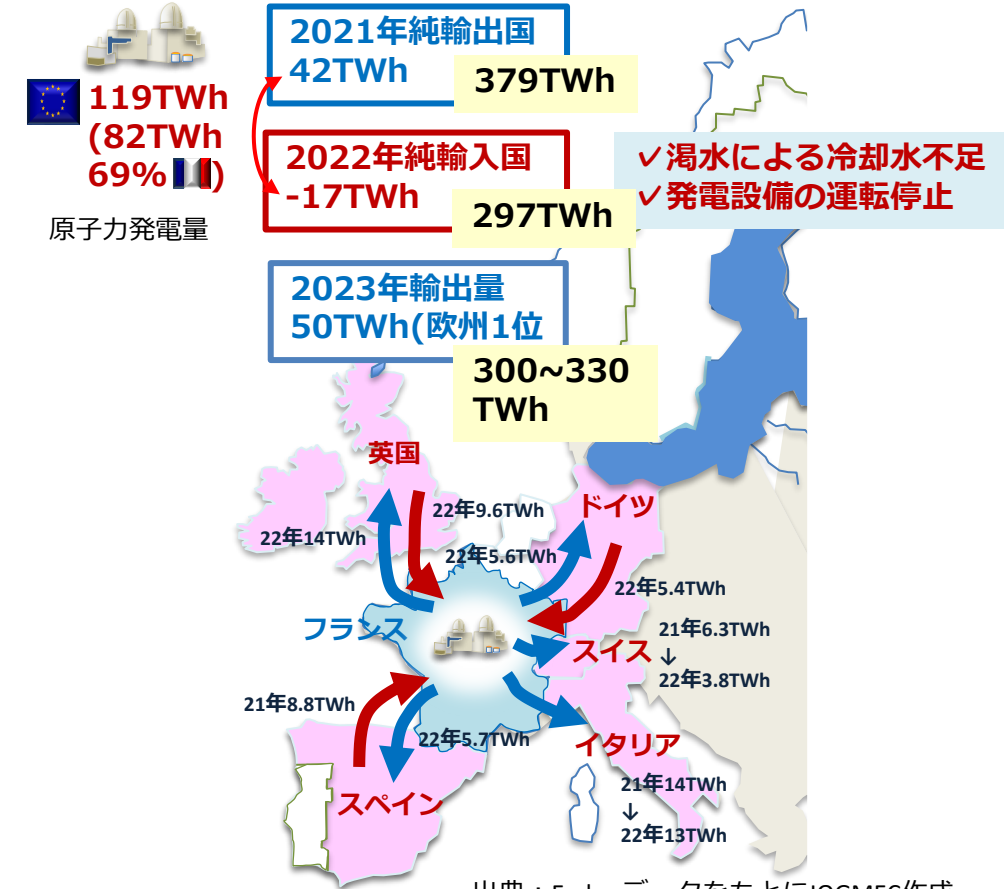 2021年純輸出国
42TWh
379TWh
119TWh
(82TWh
69% )
原子力発電量
2022年純輸入国
-17TWh
297TWh
✓渇水による冷却水不足
✓発電設備の運転停止
2023年輸出量
50TWh(欧州1位
300~330
TWh
英国
22年9.6TWh
ドイツ
22年14TWh
22年5.6TWh
22年5.4TWh
フランス
21年6.3TWh
スイス ↓
22年3.8TWh
21年8.8TWh
22年5.7TWh
イタリア
21年14TWh
↓
22年13TWh
スペイン